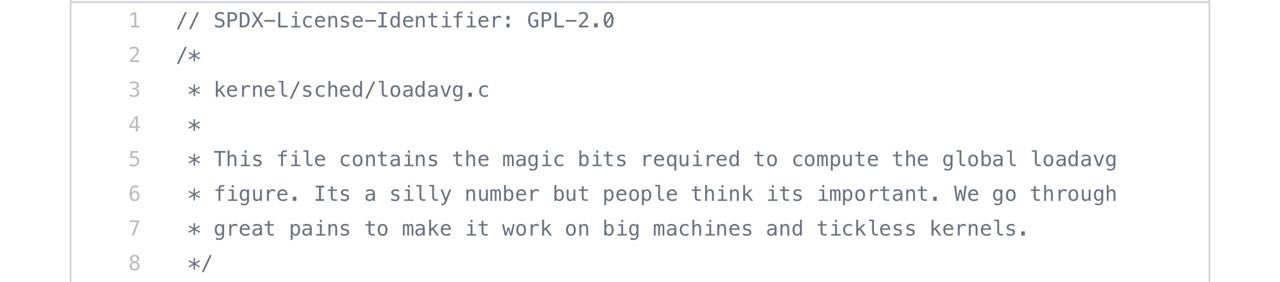 1 // SPDX-License-Identifier: GPL-2.0
2 /*
3  * kernel/sched/loadavg.c
4  *
5  * This file contains the magic bits required to compute the global loadavg
6  * figure. Its a silly number but people think its important. We go through
7  * great pains to make it work on big machines and tickless kernels.
8  */